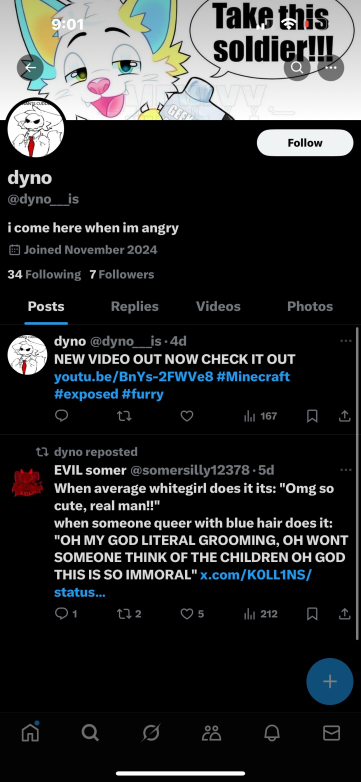 9:01
Take this
soldier!!!
GEEK
Follow
dyno
@dyno___is
i come here when im angry
Joined November 2024
34 Following 7 Followers
Posts Replies Videos Photos
dyno @dyno___is · 4d
NEW VIDEO OUT NOW CHECK IT OUT
youtu.be/BnYs-2FWVe8 #Minecraft
#exposed #furry
167
dyno reposted
EVIL somer @somersilly12378 · 5d
When average whitegirl does it its: "Omg so
cute, real man!!"
when someone queer with blue hair does it:
"OH MY GOD LITERAL GROOMING, OH WONT
SOMEONE THINK OF THE CHILDREN OH GOD
THIS IS SO IMMORAL" x.com/K0LL1NS/
status...
1 2 5 212